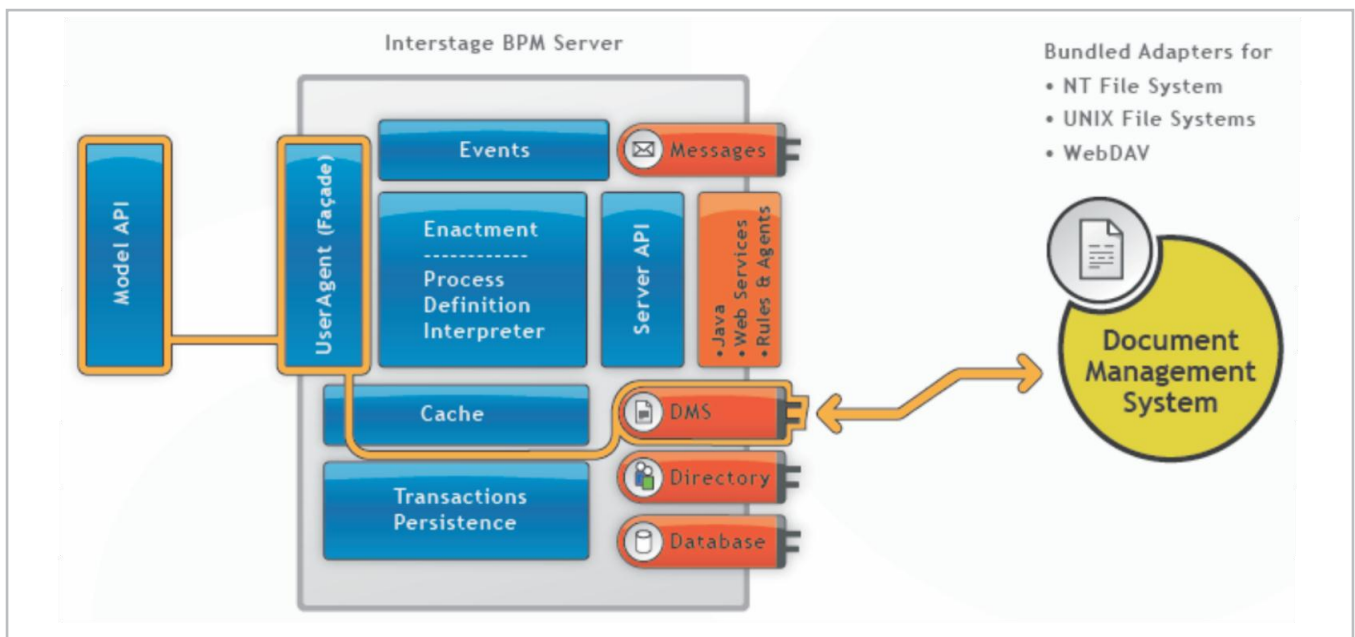 Interstage BPM Server
Bundled Adapters for
• NT File System
• UNIX File Systems
• WebDAV
Model API
UserAgent (Façade)
Events
Messages
Enactment
------------
Process
Definition
Interpreter
Server API
•Java
•Web Services
•Rules & Agents
Cache
DMS
Transactions
Persistence
Directory
Database
Document
Management
System